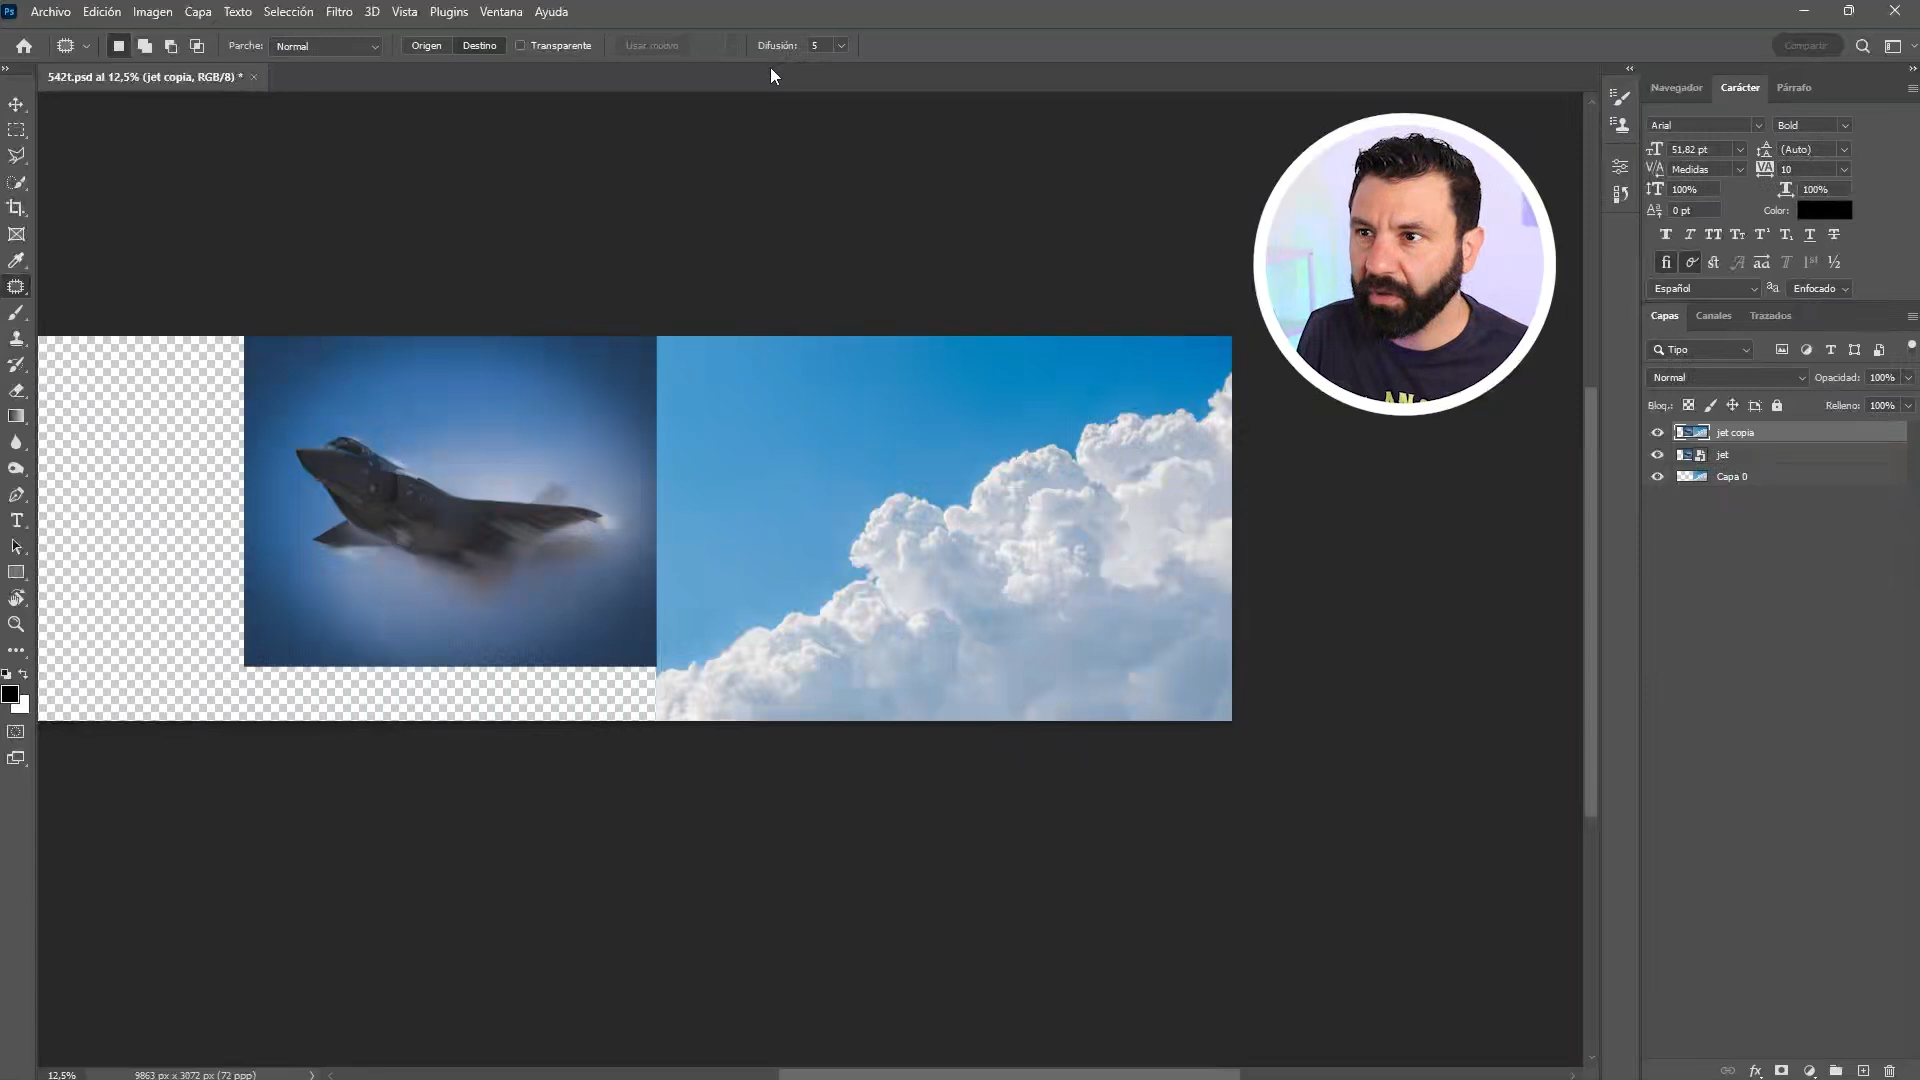 Ps Archivo Edición Imagen Capa Texto Selección Filtro 3D Vista Plugins Ventana Ayuda
Parche: Normal Origen Destino Transparente Usar motivo Difusión: 5 Compartir
542t.psd al 12,5% (jet copia, RGB/8) * ×
Navegador Carácter Párrafo
Arial Bold
51,82 pt (Auto)
Medidas 10
100% 100%
0 pt Color:
Español aa Enfocado
Capas Canales Trazados
Tipo
Normal Opacidad: 100%
Bloq.: Relleno: 100%
jet copia
jet
Capa 0
12,5% 9863 px x 3072 px (72 ppp)